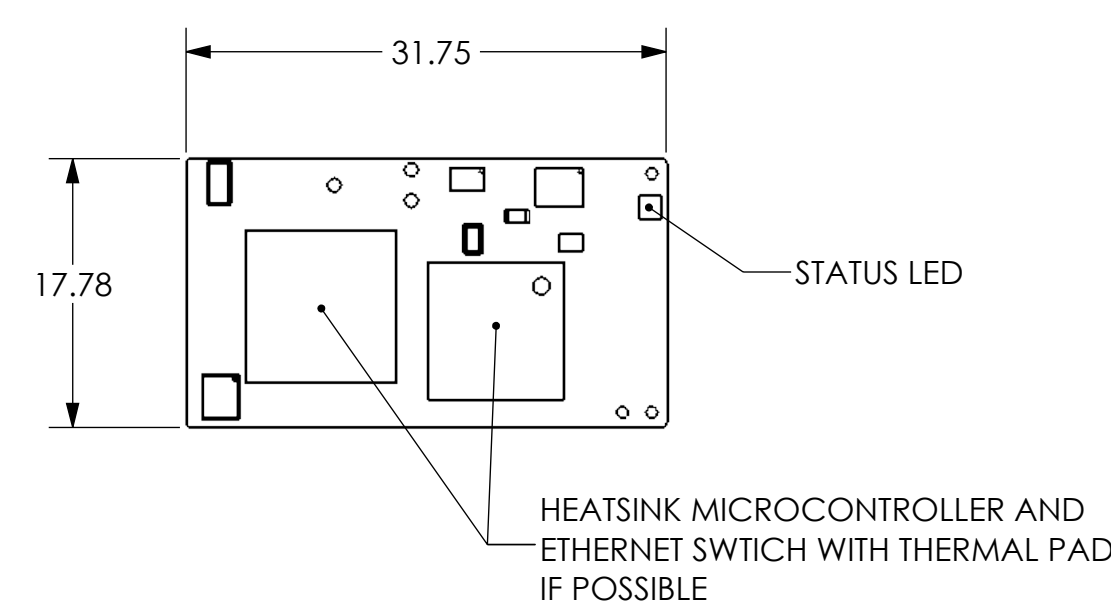 31.75
17.78
STATUS LED
HEATSINK MICROCONTROLLER AND
ETHERNET SWTICH WITH THERMAL PAD
IF POSSIBLE